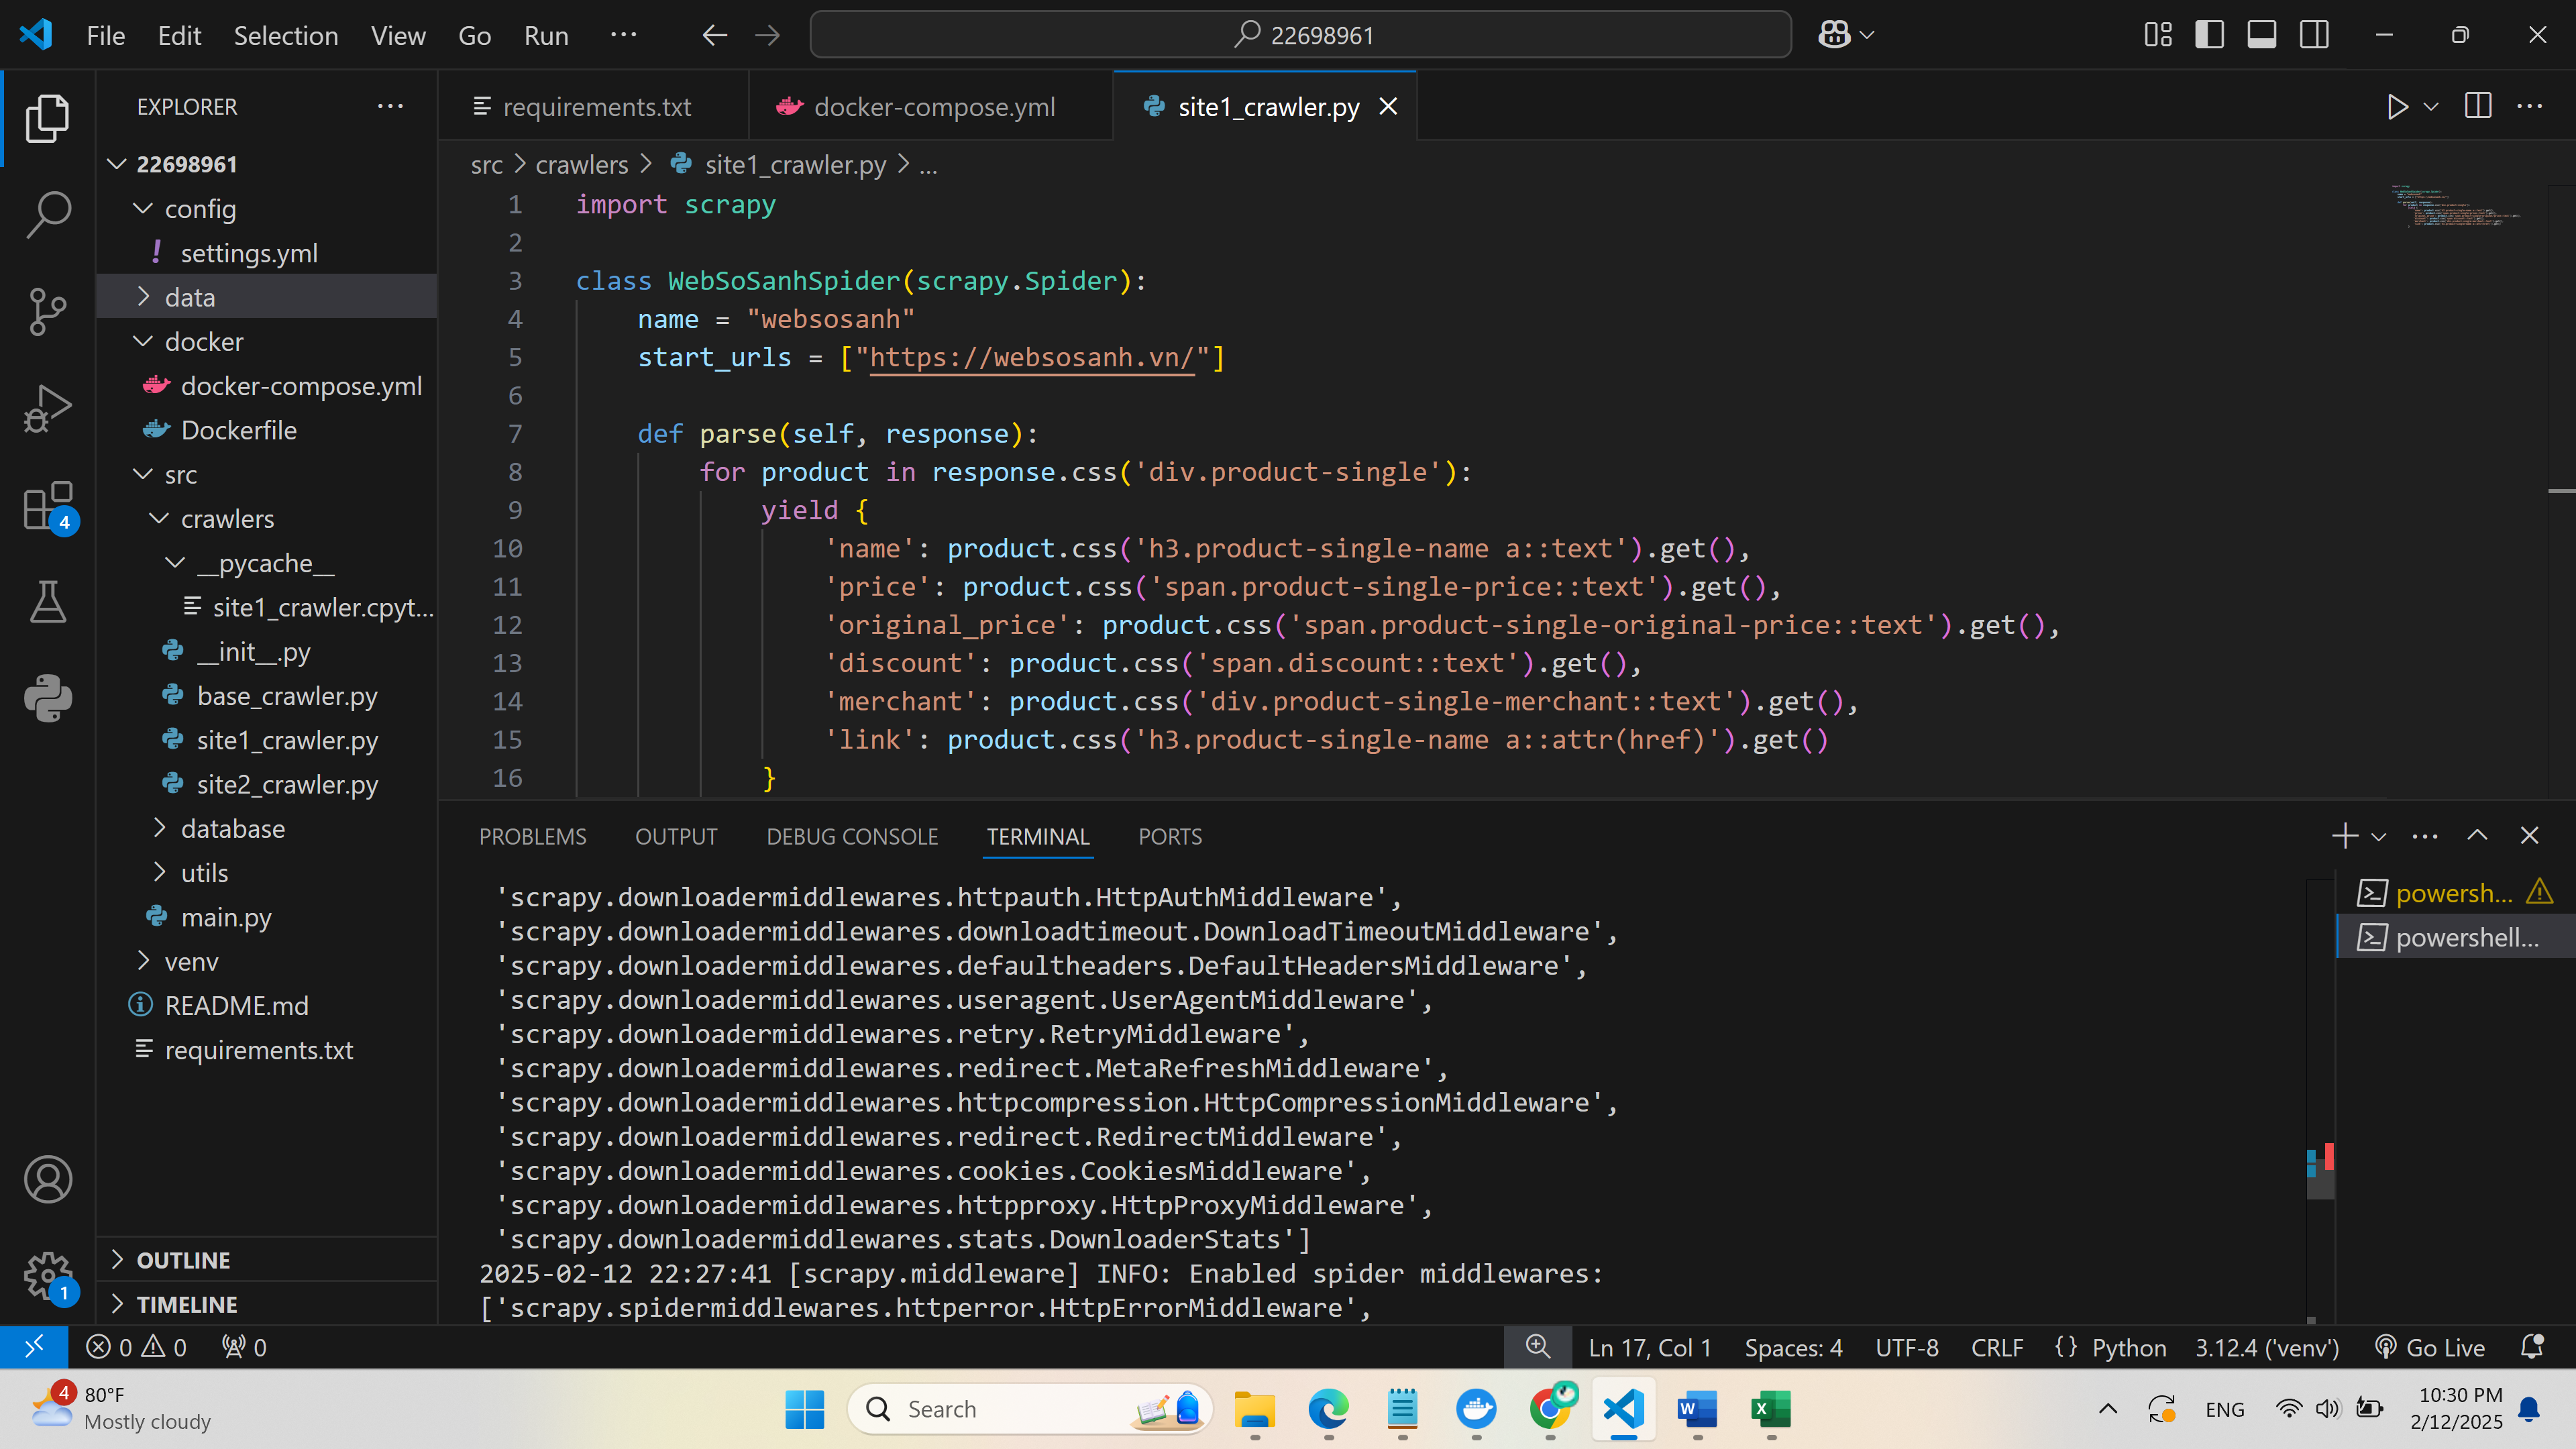 File Edit Selection View Go Run ···
22698961
EXPLORER ···
22698961
config
! settings.yml
data
docker
docker-compose.yml
Dockerfile
src
crawlers
__pycache__
site1_crawler.cpyt...
__init__.py
base_crawler.py
site1_crawler.py
site2_crawler.py
database
utils
main.py
venv
README.md
requirements.txt
OUTLINE
TIMELINE
4
1
requirements.txt docker-compose.yml site1_crawler.py
src > crawlers > site1_crawler.py > ...
1 import scrapy
2
3 class WebSoSanhSpider(scrapy.Spider):
4 name = "websosanh"
5 start_urls = ["https://websosanh.vn/"]
6
7 def parse(self, response):
8 for product in response.css('div.product-single'):
9 yield {
10 'name': product.css('h3.product-single-name a::text').get(),
11 'price': product.css('span.product-single-price::text').get(),
12 'original_price': product.css('span.product-single-original-price::text').get(),
13 'discount': product.css('span.discount::text').get(),
14 'merchant': product.css('div.product-single-merchant::text').get(),
15 'link': product.css('h3.product-single-name a::attr(href)').get()
16 }
PROBLEMS OUTPUT DEBUG CONSOLE TERMINAL PORTS
'scrapy.downloadermiddlewares.httpauth.HttpAuthMiddleware',
'scrapy.downloadermiddlewares.downloadtimeout.DownloadTimeoutMiddleware',
'scrapy.downloadermiddlewares.defaultheaders.DefaultHeadersMiddleware',
'scrapy.downloadermiddlewares.useragent.UserAgentMiddleware',
'scrapy.downloadermiddlewares.retry.RetryMiddleware',
'scrapy.downloadermiddlewares.redirect.MetaRefreshMiddleware',
'scrapy.downloadermiddlewares.httpcompression.HttpCompressionMiddleware',
'scrapy.downloadermiddlewares.redirect.RedirectMiddleware',
'scrapy.downloadermiddlewares.cookies.CookiesMiddleware',
'scrapy.downloadermiddlewares.httpproxy.HttpProxyMiddleware',
'scrapy.downloadermiddlewares.stats.DownloaderStats']
2025-02-12 22:27:41 [scrapy.middleware] INFO: Enabled spider middlewares:
['scrapy.spidermiddlewares.httperror.HttpErrorMiddleware',
powersh...
powershell...
0 0 0 Ln 17, Col 1 Spaces: 4 UTF-8 CRLF {} Python 3.12.4 ('venv') Go Live
4 80°F
Mostly cloudy
Search
ENG
10:30 PM
2/12/2025